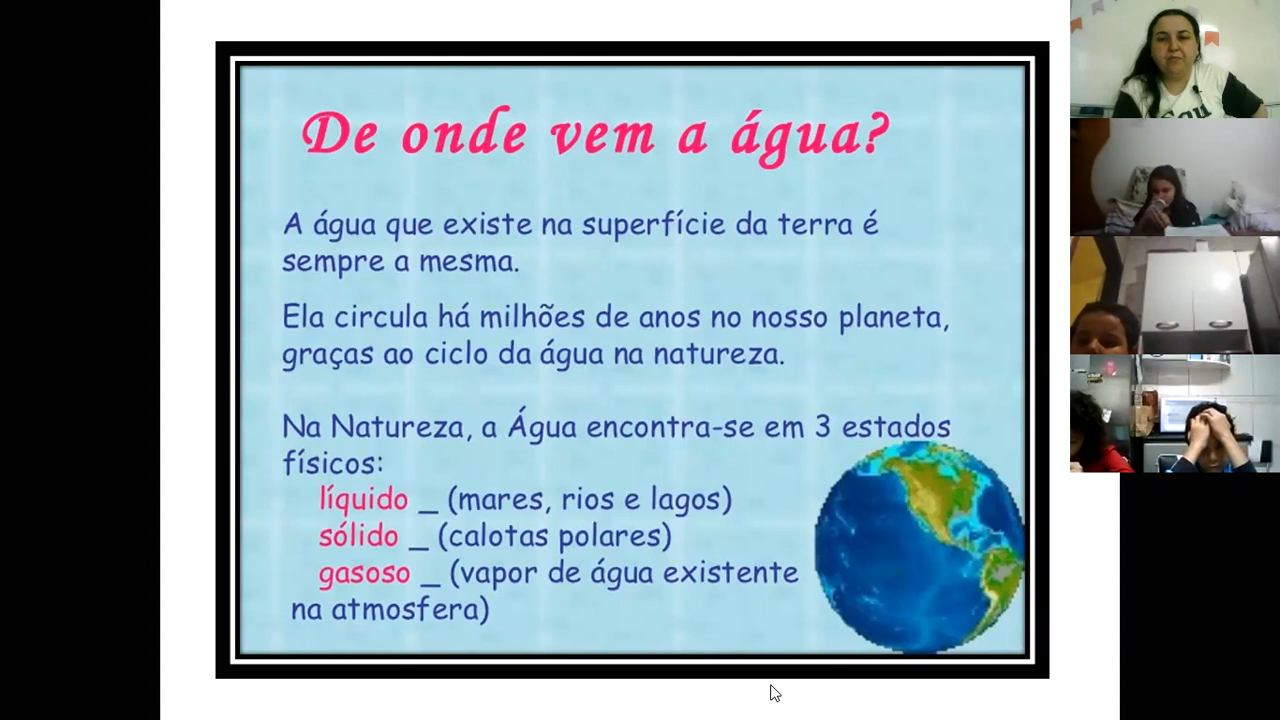 De onde vem a água?
A água que existe na superfície da terra é
sempre a mesma.
Ela circula há milhões de anos no nosso planeta,
graças ao ciclo da água na natureza.
Na Natureza, a Água encontra-se em 3 estados
físicos:
líquido _ (mares, rios e lagos)
sólido _ (calotas polares)
gasoso _ (vapor de água existente
na atmosfera)